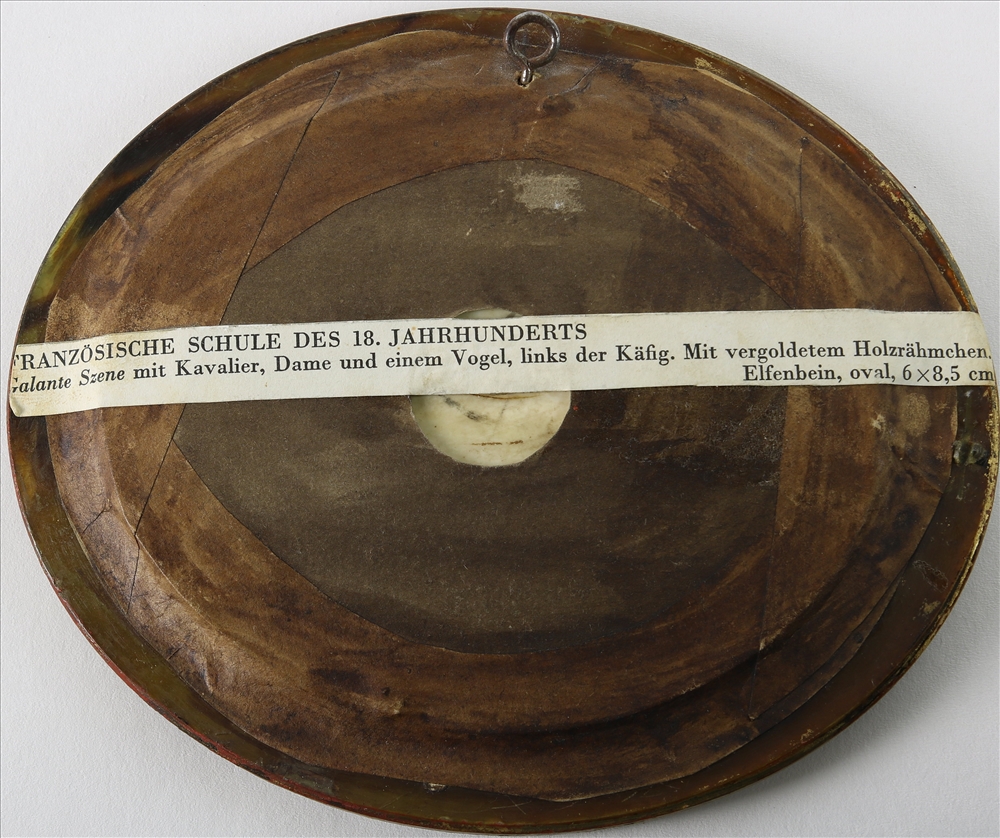 FRANZÖSISCHE SCHULE DES 18. JAHRHUNDERTS
Galante Szene mit Kavalier, Dame und einem Vogel, links der Käfig. Mit vergoldetem Holzrähmchen.
Elfenbein, oval, 6×8,5 cm